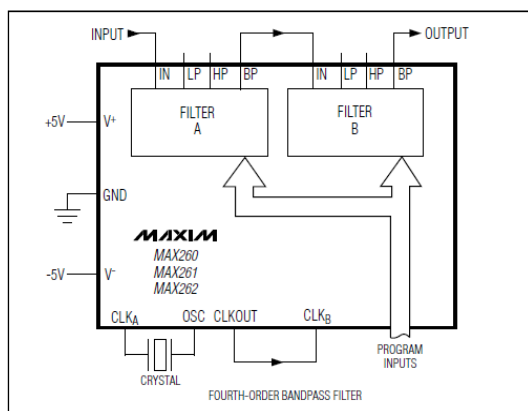 INPUT
OUTPUT
IN LP HP BP
IN LP HP BP
FILTER
A
FILTER
B
+5V
V+
GND
MAXIM
MAX260
MAX261
MAX262
-5V
V-
CLKA
OSC
CLKOUT
CLKB
CRYSTAL
PROGRAM
INPUTS
FOURTH-ORDER BANDPASS FILTER